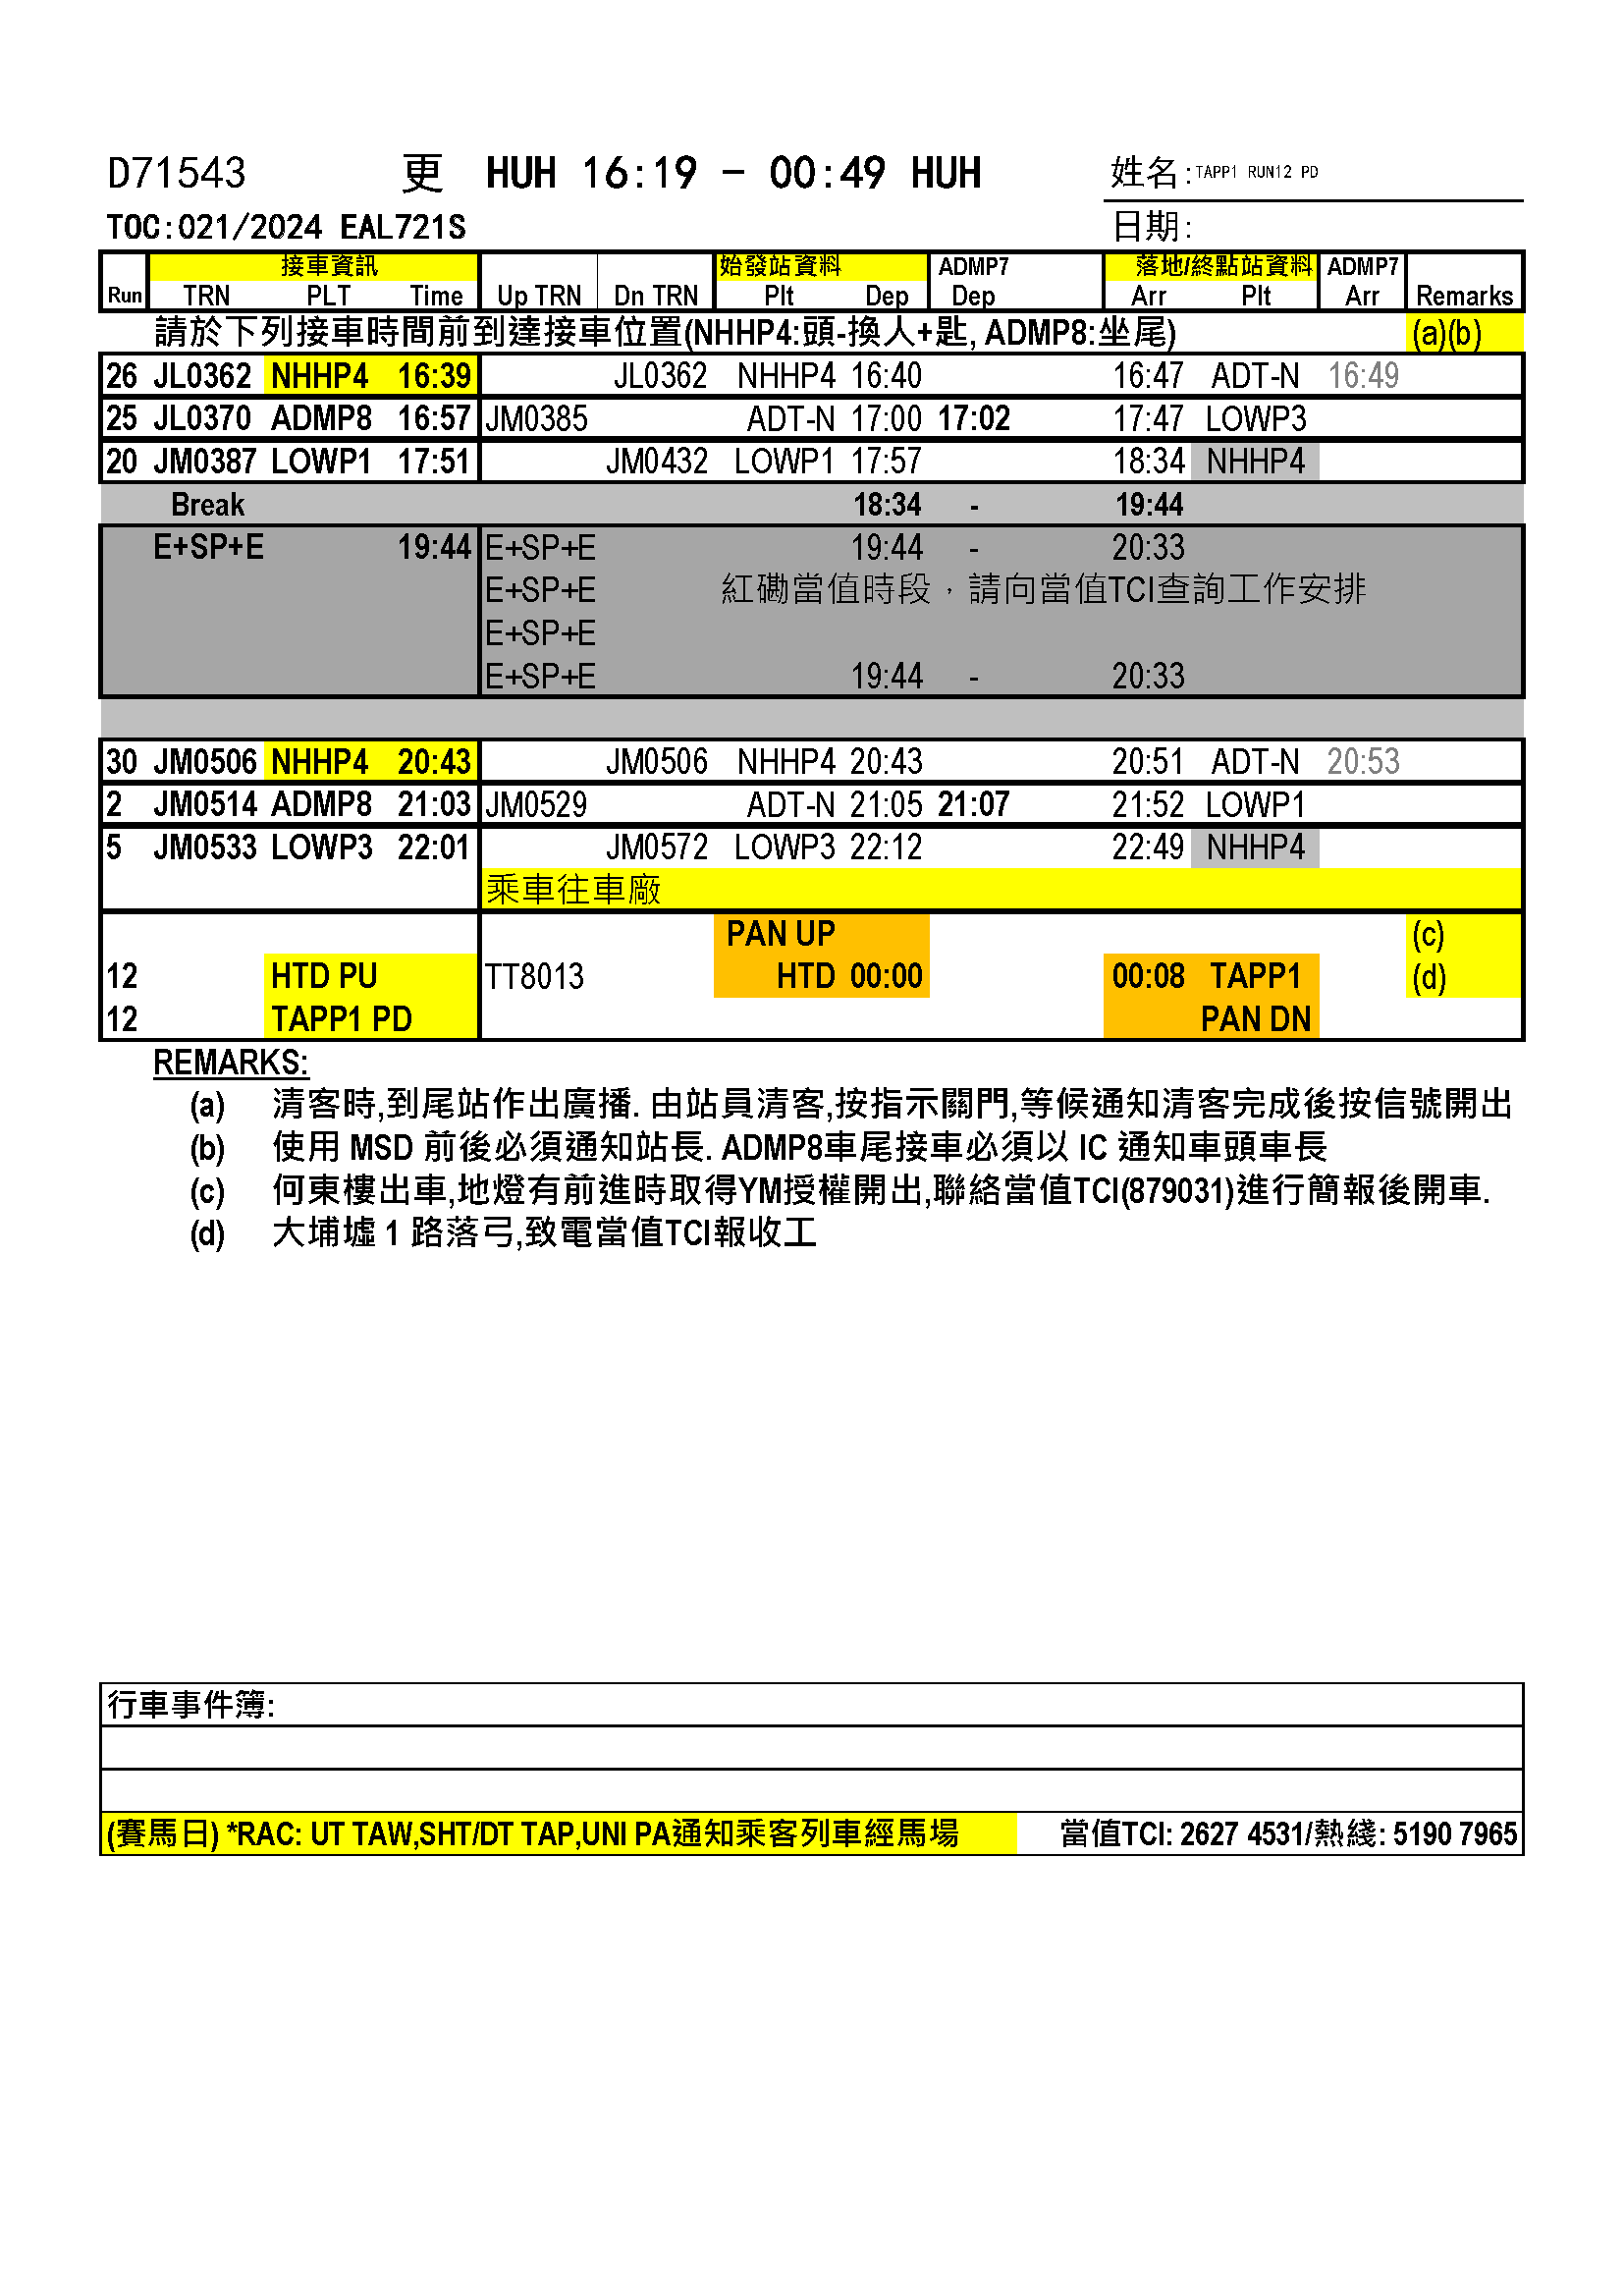 D71543 更 HUH 16:19 - 00:49 HUH 姓名:TAPP1 RUN12 PD
TOC:021/2024 EAL721S 日期:
接車資訊 始發站資料 ADMP7 落地/終點站資料 ADMP7
Run TRN PLT Time Up TRN Dn TRN Plt Dep Dep Arr Plt Arr Remarks
請於下列接車時間前到達接車位置(NHHP4:頭-換人+匙, ADMP8:坐尾) (a)(b)
26 JL0362 NHHP4 16:39 JL0362 NHHP4 16:40 16:47 ADT-N 16:49
25 JL0370 ADMP8 16:57 JM0385 ADT-N 17:00 17:02 17:47 LOWP3
20 JM0387 LOWP1 17:51 JM0432 LOWP1 17:57 18:34 NHHP4
Break 18:34 - 19:44
E+SP+E 19:44 E+SP+E 19:44 - 20:33
E+SP+E 紅磡當值時段，請向當值TCI查詢工作安排
E+SP+E
E+SP+E 19:44 - 20:33
30 JM0506 NHHP4 20:43 JM0506 NHHP4 20:43 20:51 ADT-N 20:53
2 JM0514 ADMP8 21:03 JM0529 ADT-N 21:05 21:07 21:52 LOWP1
5 JM0533 LOWP3 22:01 JM0572 LOWP3 22:12 22:49 NHHP4
乘車往車廠
PAN UP (c)
12 HTD PU TT8013 HTD 00:00 00:08 TAPP1 (d)
12 TAPP1 PD PAN DN
REMARKS:
(a) 清客時,到尾站作出廣播. 由站員清客,按指示關門,等候通知清客完成後按信號開出
(b) 使用 MSD 前後必須通知站長. ADMP8車尾接車必須以 IC 通知車頭車長
(c) 何東樓出車,地燈有前進時取得YM授權開出,聯絡當值TCI(879031)進行簡報後開車.
(d) 大埔墟 1 路落弓,致電當值TCI報收工
行車事件簿:
(賽馬日) *RAC: UT TAW,SHT/DT TAP,UNI PA通知乘客列車經馬場 當值TCI: 2627 4531/熱綫: 5190 7965